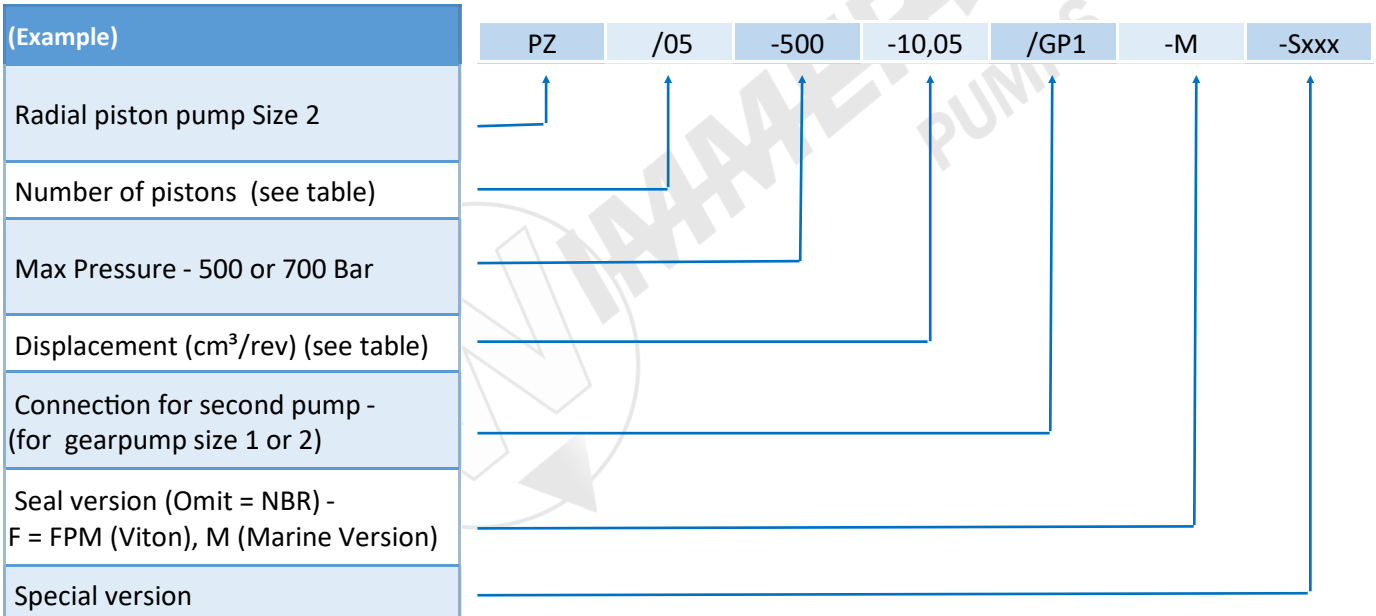 (Example)
PZ /05 -500 -10,05 /GP1 -M -Sxxx
Radial piston pump Size 2
Number of pistons (see table)
Max Pressure - 500 or 700 Bar
Displacement (cm³/rev) (see table)
Connection for second pump -
(for gearpump size 1 or 2)
Seal version (Omit = NBR) -
F = FPM (Viton), M (Marine Version)
Special version